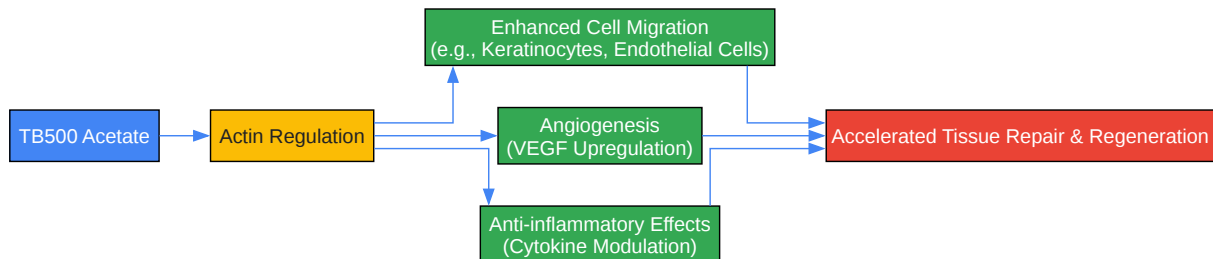 Enhanced Cell Migration
(e.g., Keratinocytes, Endothelial Cells)
TB500 Acetate
Actin Regulation
Angiogenesis
(VEGF Upregulation)
Accelerated Tissue Repair & Regeneration
Anti-inflammatory Effects
(Cytokine Modulation)